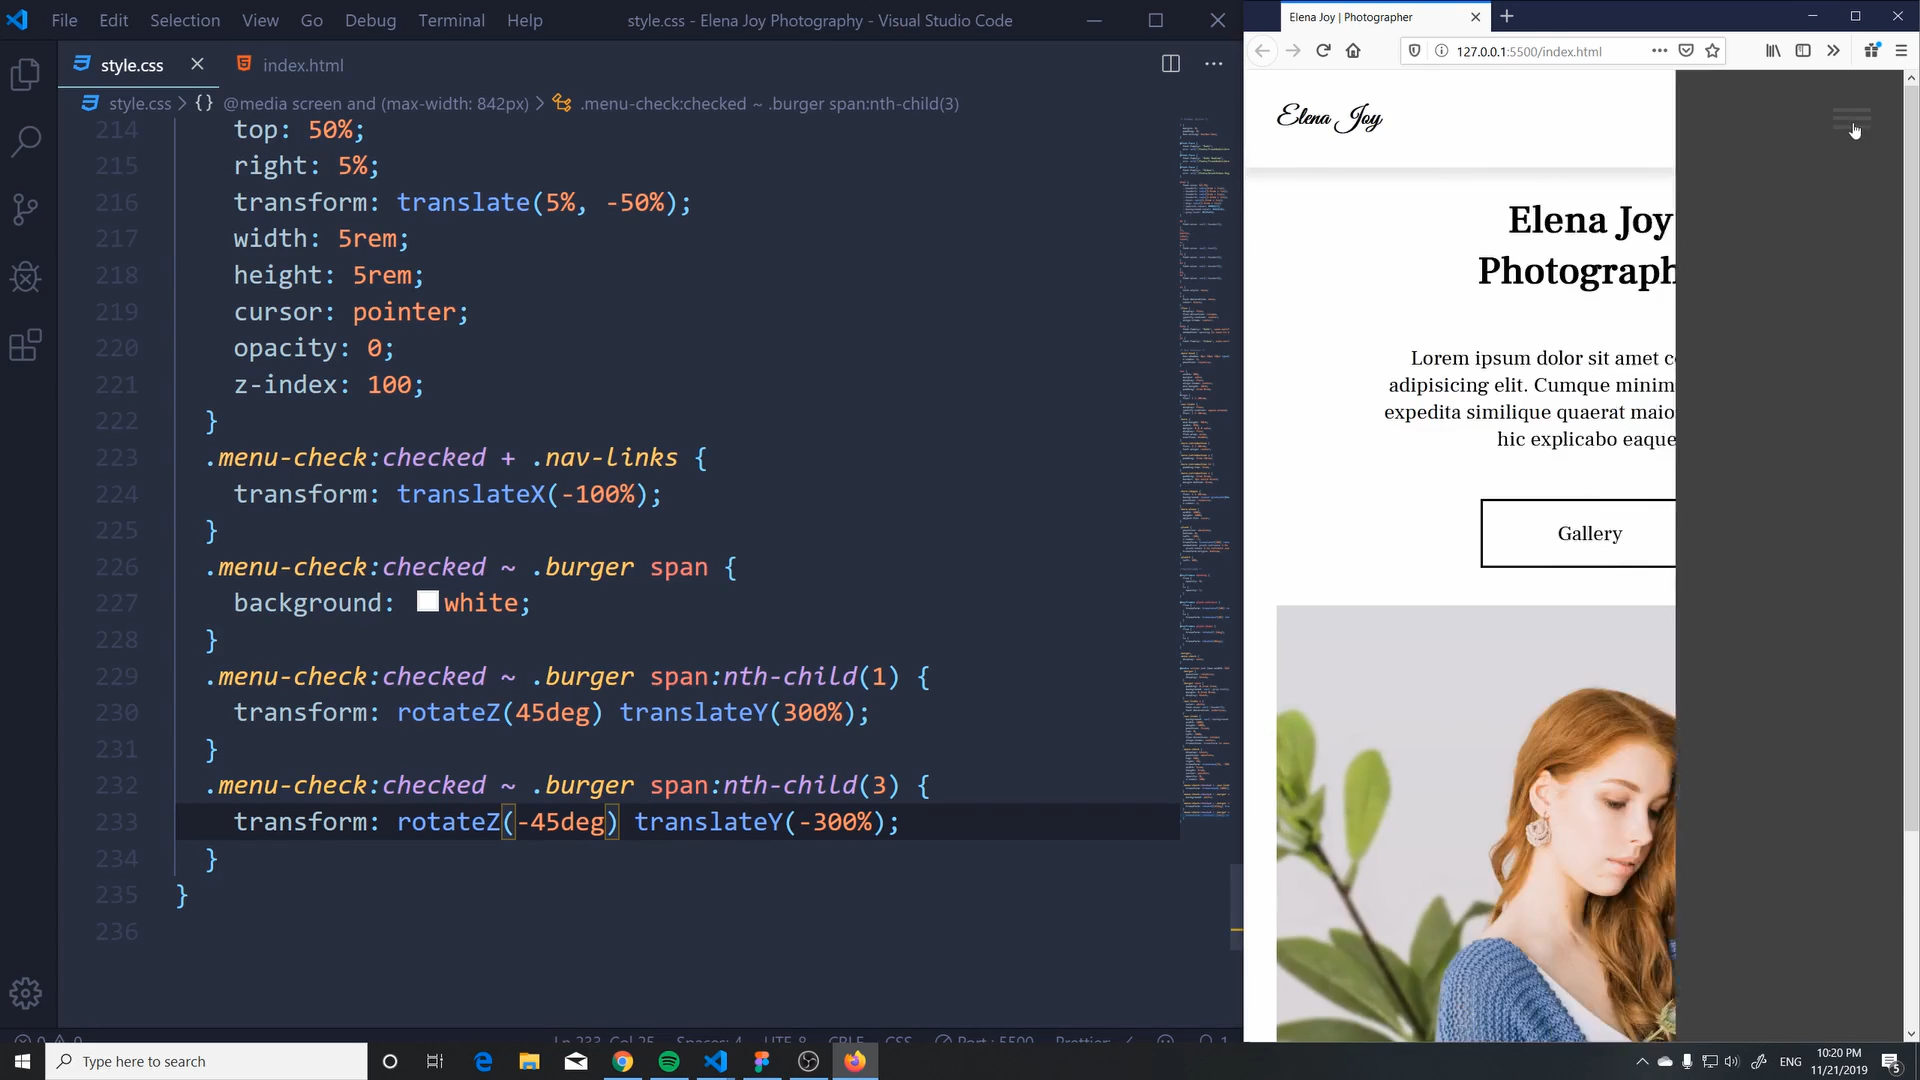 File Edit Selection View Go Debug Terminal Help style.css - Elena Joy Photography - Visual Studio Code
style.css index.html
style.css > {} @media screen and (max-width: 842px) > .menu-check:checked ~ .burger span:nth-child(3)
214 top: 50%;
215 right: 5%;
216 transform: translate(5%, -50%);
217 width: 5rem;
218 height: 5rem;
219 cursor: pointer;
220 opacity: 0;
221 z-index: 100;
222 }
223 .menu-check:checked + .nav-links {
224 transform: translateX(-100%);
225 }
226 .menu-check:checked ~ .burger span {
227 background: white;
228 }
229 .menu-check:checked ~ .burger span:nth-child(1) {
230 transform: rotateZ(45deg) translateY(300%);
231 }
232 .menu-check:checked ~ .burger span:nth-child(3) {
233 transform: rotateZ(-45deg) translateY(-300%);
234 }
235 }
236
Elena Joy | Photographer
127.0.0.1:5500/index.html
Elena Joy
Elena Joy
Photograph
Lorem ipsum dolor sit amet c
adipisicing elit. Cumque minim
expedita similique quaerat maio
hic explicabo eaque
Gallery
Type here to search
ENG
10:20 PM
11/21/2019
5